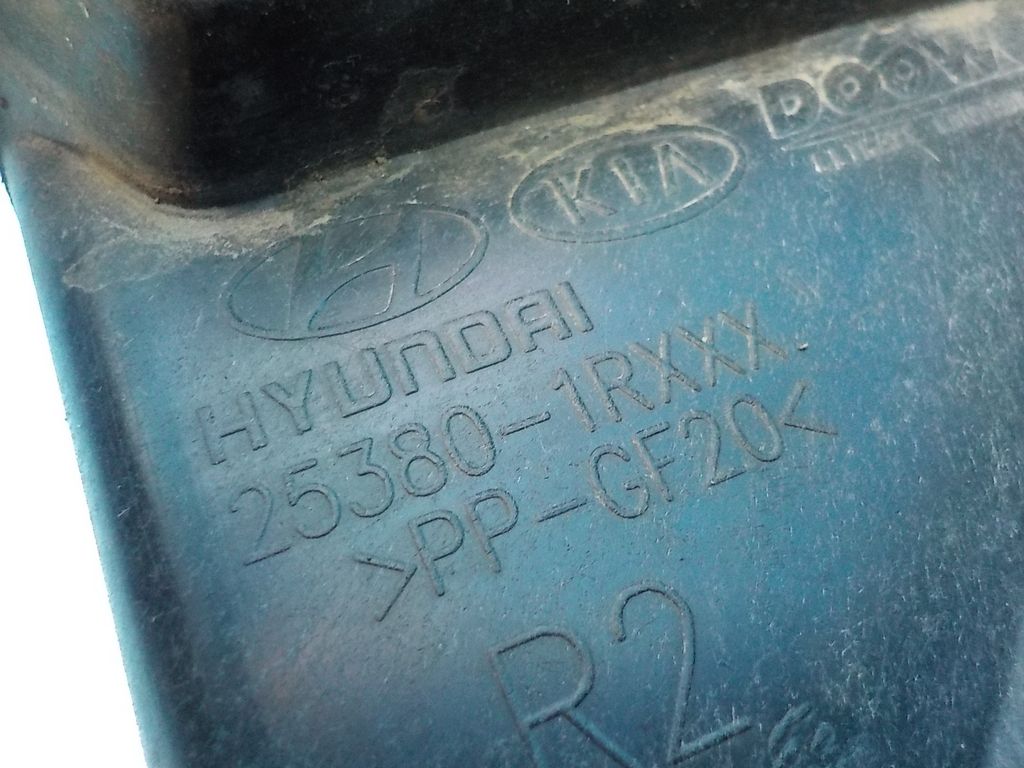 KIA
HYUNDAI
25380-1RXXX
>PP-GF20<
R2